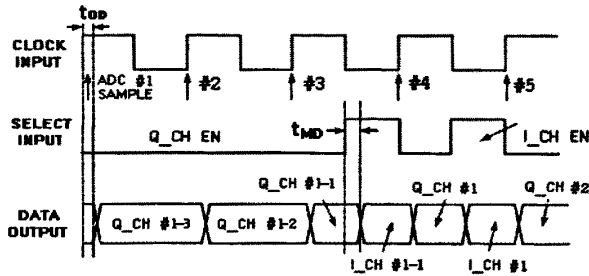 tOD
CLOCK
INPUT
ADC #1
SAMPLE
#2
#3
#4
#5
SELECT
INPUT
Q_CH EN
tMD
I_CH EN
Q_CH #1-1
Q_CH #1
Q_CH #2
DATA
OUTPUT
Q_CH #1-3
Q_CH #1-2
I_CH #1-1
I_CH #1